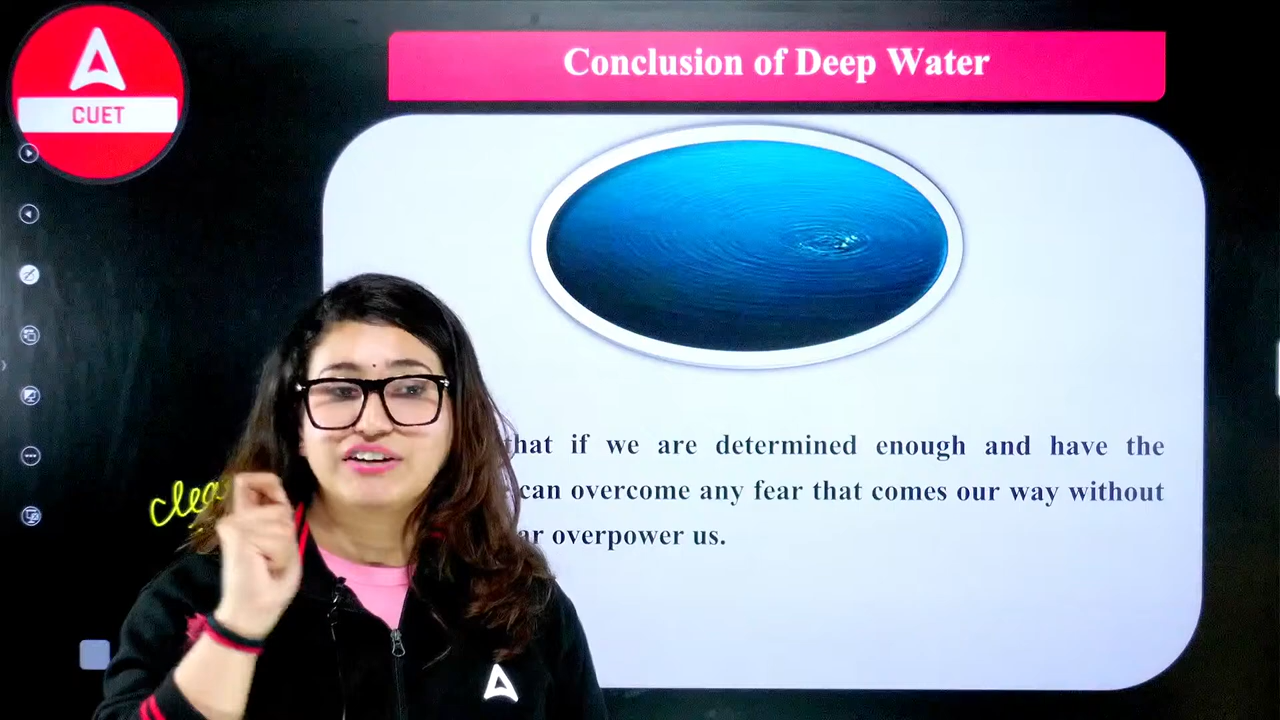 CUET
Conclusion of Deep Water
that if we are determined enough and have the
can overcome any fear that comes our way without
overpower us.